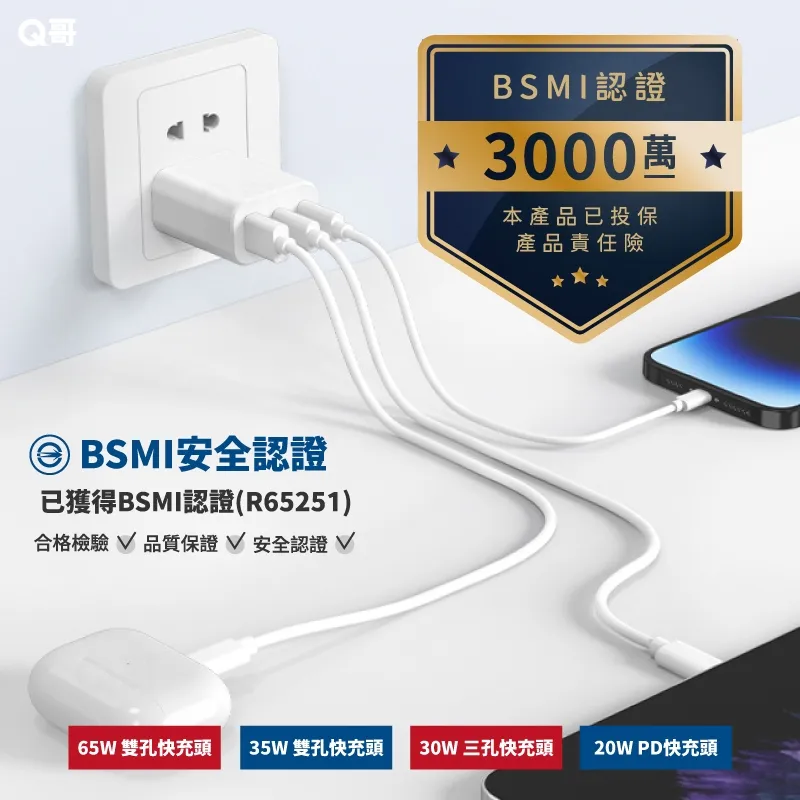 Q哥
BSMI認證
3000萬
本產品已投保
產品責任險
BSMI安全認證
已獲得BSMI認證(R65251)
合格檢驗 品質保證 安全認證
65W 雙孔快充頭
35W 雙孔快充頭
30W 三孔快充頭
20W PD快充頭